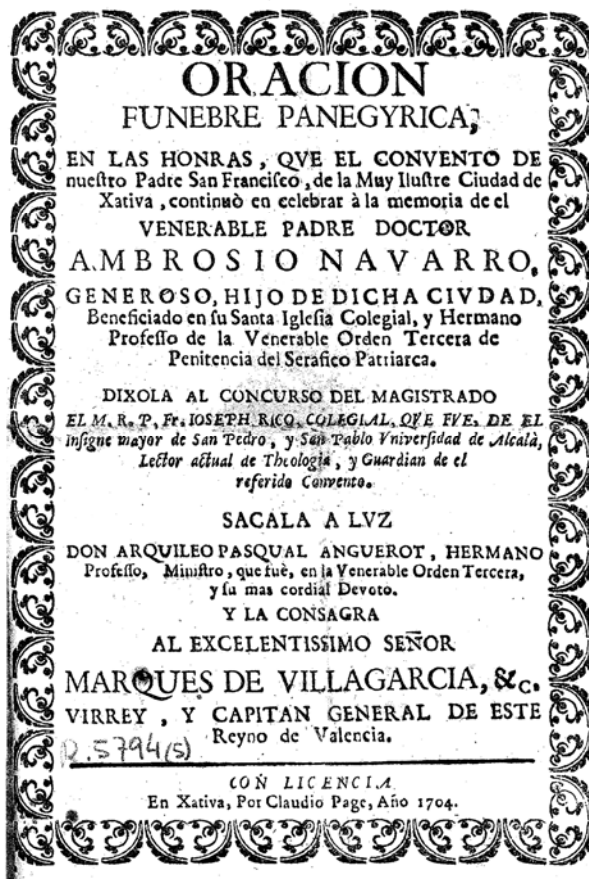 ORACION
FUNEBRE PANEGYRICA,
EN LAS HONRAS, QVE EL CONVENTO DE
nueſtro Padre San Franciſco, de la Muy Iluſtre Ciudad de
Xativa, continuò en celebrar à la memoria de el
VENERABLE PADRE DOCTOR
AMBROSIO NAVARRO,
GENEROSO, HIJO DE DICHA CIVDAD,
Beneficiado en ſu Santa Igleſia Colegial, y Hermano
Profeſſo de la Venerable Orden Tercera de
Penitencia del Serafico Patriarca.
DIXOLA AL CONCURSO DEL MAGISTRADO
EL M. R. P. Fr. IOSEPH RICO, COLEGIAL, QVE FVE, DE EL
inſigne mayor de San Pedro, y San Pablo Vniverſidad de Alcalà,
Lector actual de Theologia, y Guardian de el
referido Convento.
SACALA A LVZ
DON ARQUILEO PASQUAL ANGUEROT, HERMANO
Profeſſo, Miniſtro, que fuè, en la Venerable Orden Tercera,
y ſu mas cordial Devoto.
Y LA CONSAGRA
AL EXCELENTISSIMO SEÑOR
MARQUES DE VILLAGARCIA, &c.
VIRREY, Y CAPITAN GENERAL DE ESTE
Reyno de Valencia.
R.5794(5)
CON LICENCIA
En Xativa, Por Claudio Page, Año 1704.